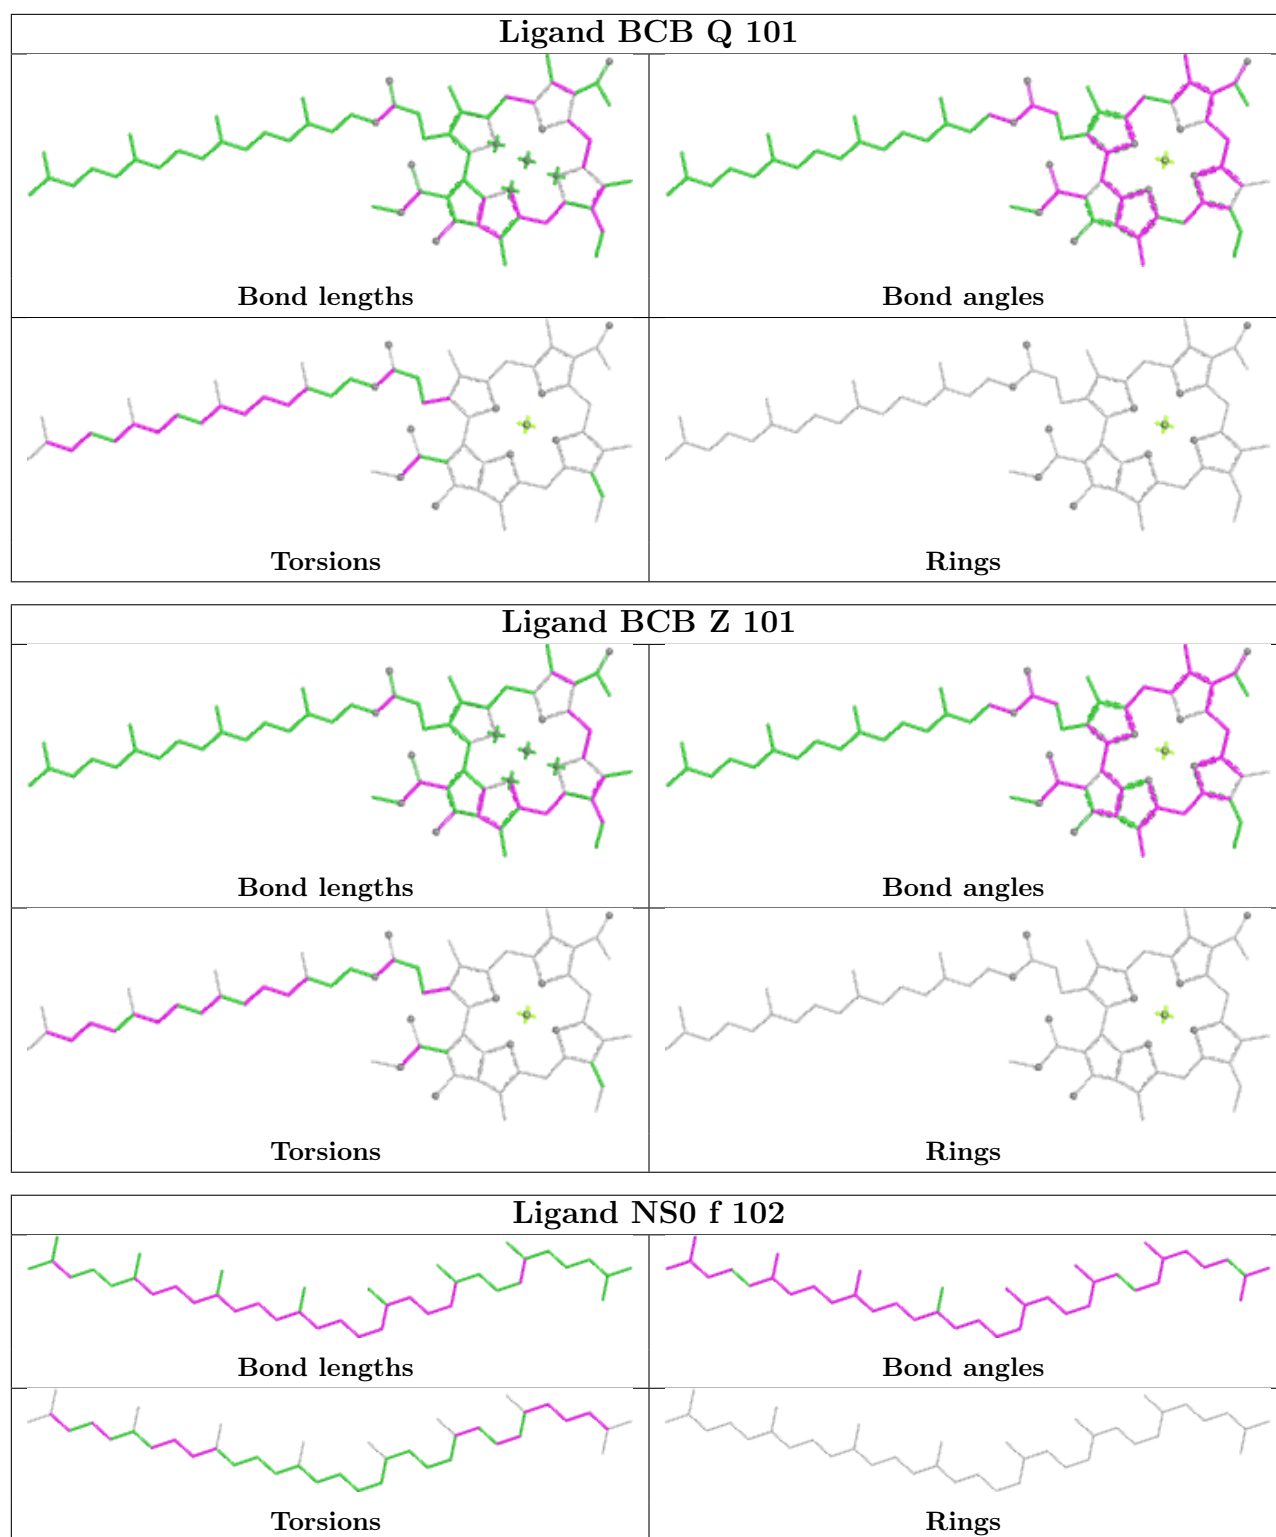 Ligand BCB Q 101
Bond lengths
Bond angles
Torsions
Rings
Ligand BCB Z 101
Bond lengths
Bond angles
Torsions
Rings
Ligand NS0 f 102
Bond lengths
Bond angles
Torsions
Rings